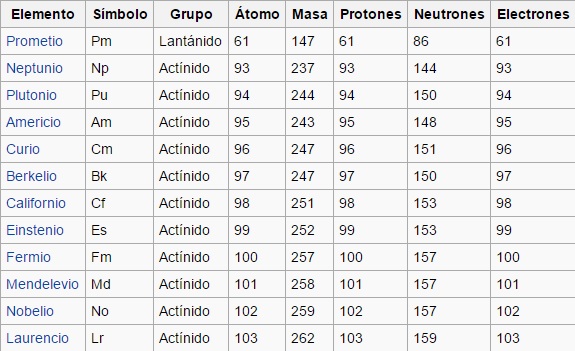 Elemento Símbolo Grupo Átomo Masa Protones Neutrones Electrones
Prometio Pm Lantánido 61 147 61 86 61
Neptunio Np Actínido 93 237 93 144 93
Plutonio Pu Actínido 94 244 94 150 94
Americio Am Actínido 95 243 95 148 95
Curio Cm Actínido 96 247 96 151 96
Berkelio Bk Actínido 97 247 97 150 97
Californio Cf Actínido 98 251 98 153 98
Einstenio Es Actínido 99 252 99 153 99
Fermio Fm Actínido 100 257 100 157 100
Mendelevio Md Actínido 101 258 101 157 101
Nobelio No Actínido 102 259 102 157 102
Laurencio Lr Actínido 103 262 103 159 103